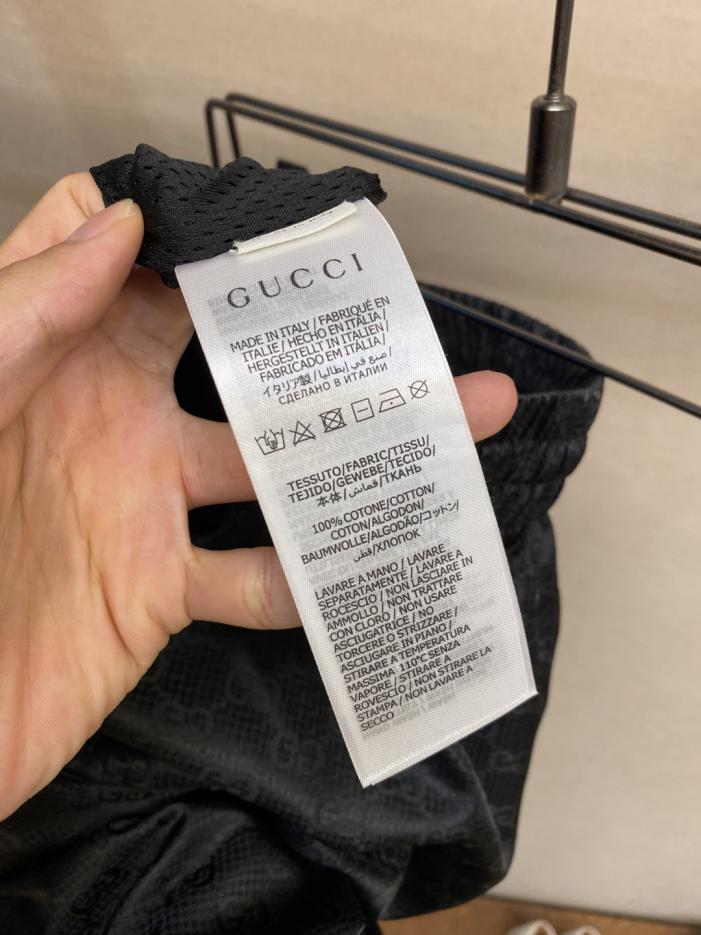 GUCCI
MADE IN ITALY / FABRIQUÉ EN
ITALIE / HECHO EN ITALIA /
HERGESTELLT IN ITALIEN /
FABRICADO EM ITÁLIA /
イタリア製 / صنع في إيطاليا /
СДЕЛАНО В ИТАЛИИ
TESSUTO/FABRIC/TISSU/
TEJIDO/GEWEBE/TECIDO/
本体/قماش/ТКАНЬ
100% COTONE/COTTON/
COTON/ALGODON/
BAUMWOLLE/ALGODÃO/コットン/
قطن/ХЛОПОК
LAVARE A MANO / LAVARE
SEPARATAMENTE / LAVARE A
ROCESCIO / NON LASCIARE IN
AMMOLLO / NON TRATTARE
CON CLORO / NON USARE
ASCIUGATRICE / NO
TORCERE O STRIZZARE /
ASCIUGARE IN PIANO /
STIRARE A TEMPERATURA
MASSIMA 110°C SENZA
VAPORE / STIRARE A
ROVESCIO / NON STIRARE LA
STAMPA / NON LAVARE A
SECCO